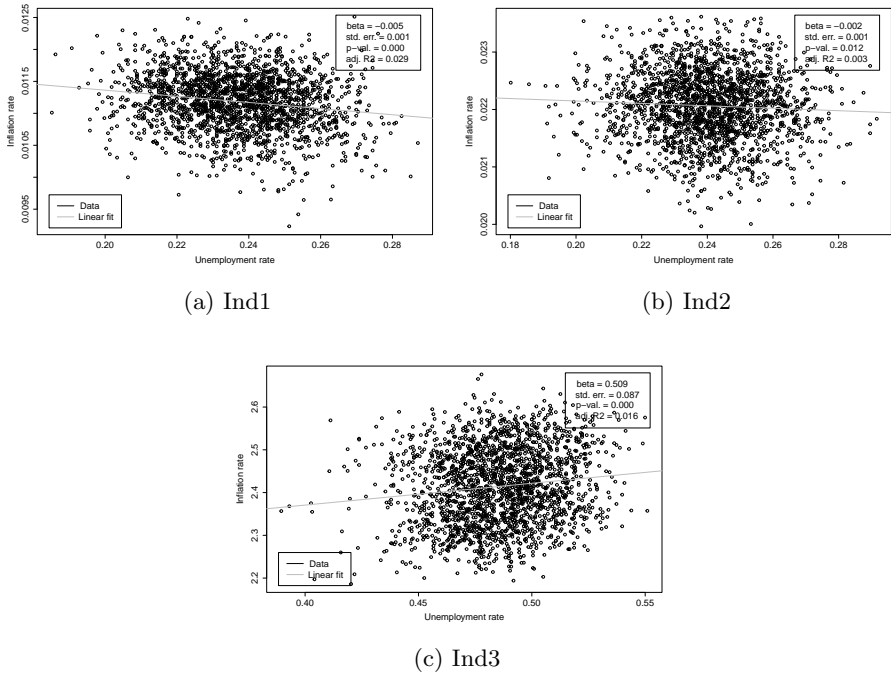 beta = −0.005
std. err. = 0.001
p−val. = 0.000
adj. R2 = 0.029
Inflation rate
0.0125
0.0115
0.0105
0.0095
Data
Linear fit
0.20 0.22 0.24 0.26 0.28
Unemployment rate
(a) Ind1
beta = −0.002
std. err. = 0.001
p−val. = 0.012
adj. R2 = 0.003
Inflation rate
0.023
0.022
0.021
0.020
Data
Linear fit
0.18 0.20 0.22 0.24 0.26 0.28
Unemployment rate
(b) Ind2
beta = 0.509
std. err. = 0.087
p−val. = 0.000
adj. R2 = 0.016
Inflation rate
2.6
2.5
2.4
2.3
2.2
Data
Linear fit
0.40 0.45 0.50 0.55
Unemployment rate
(c) Ind3